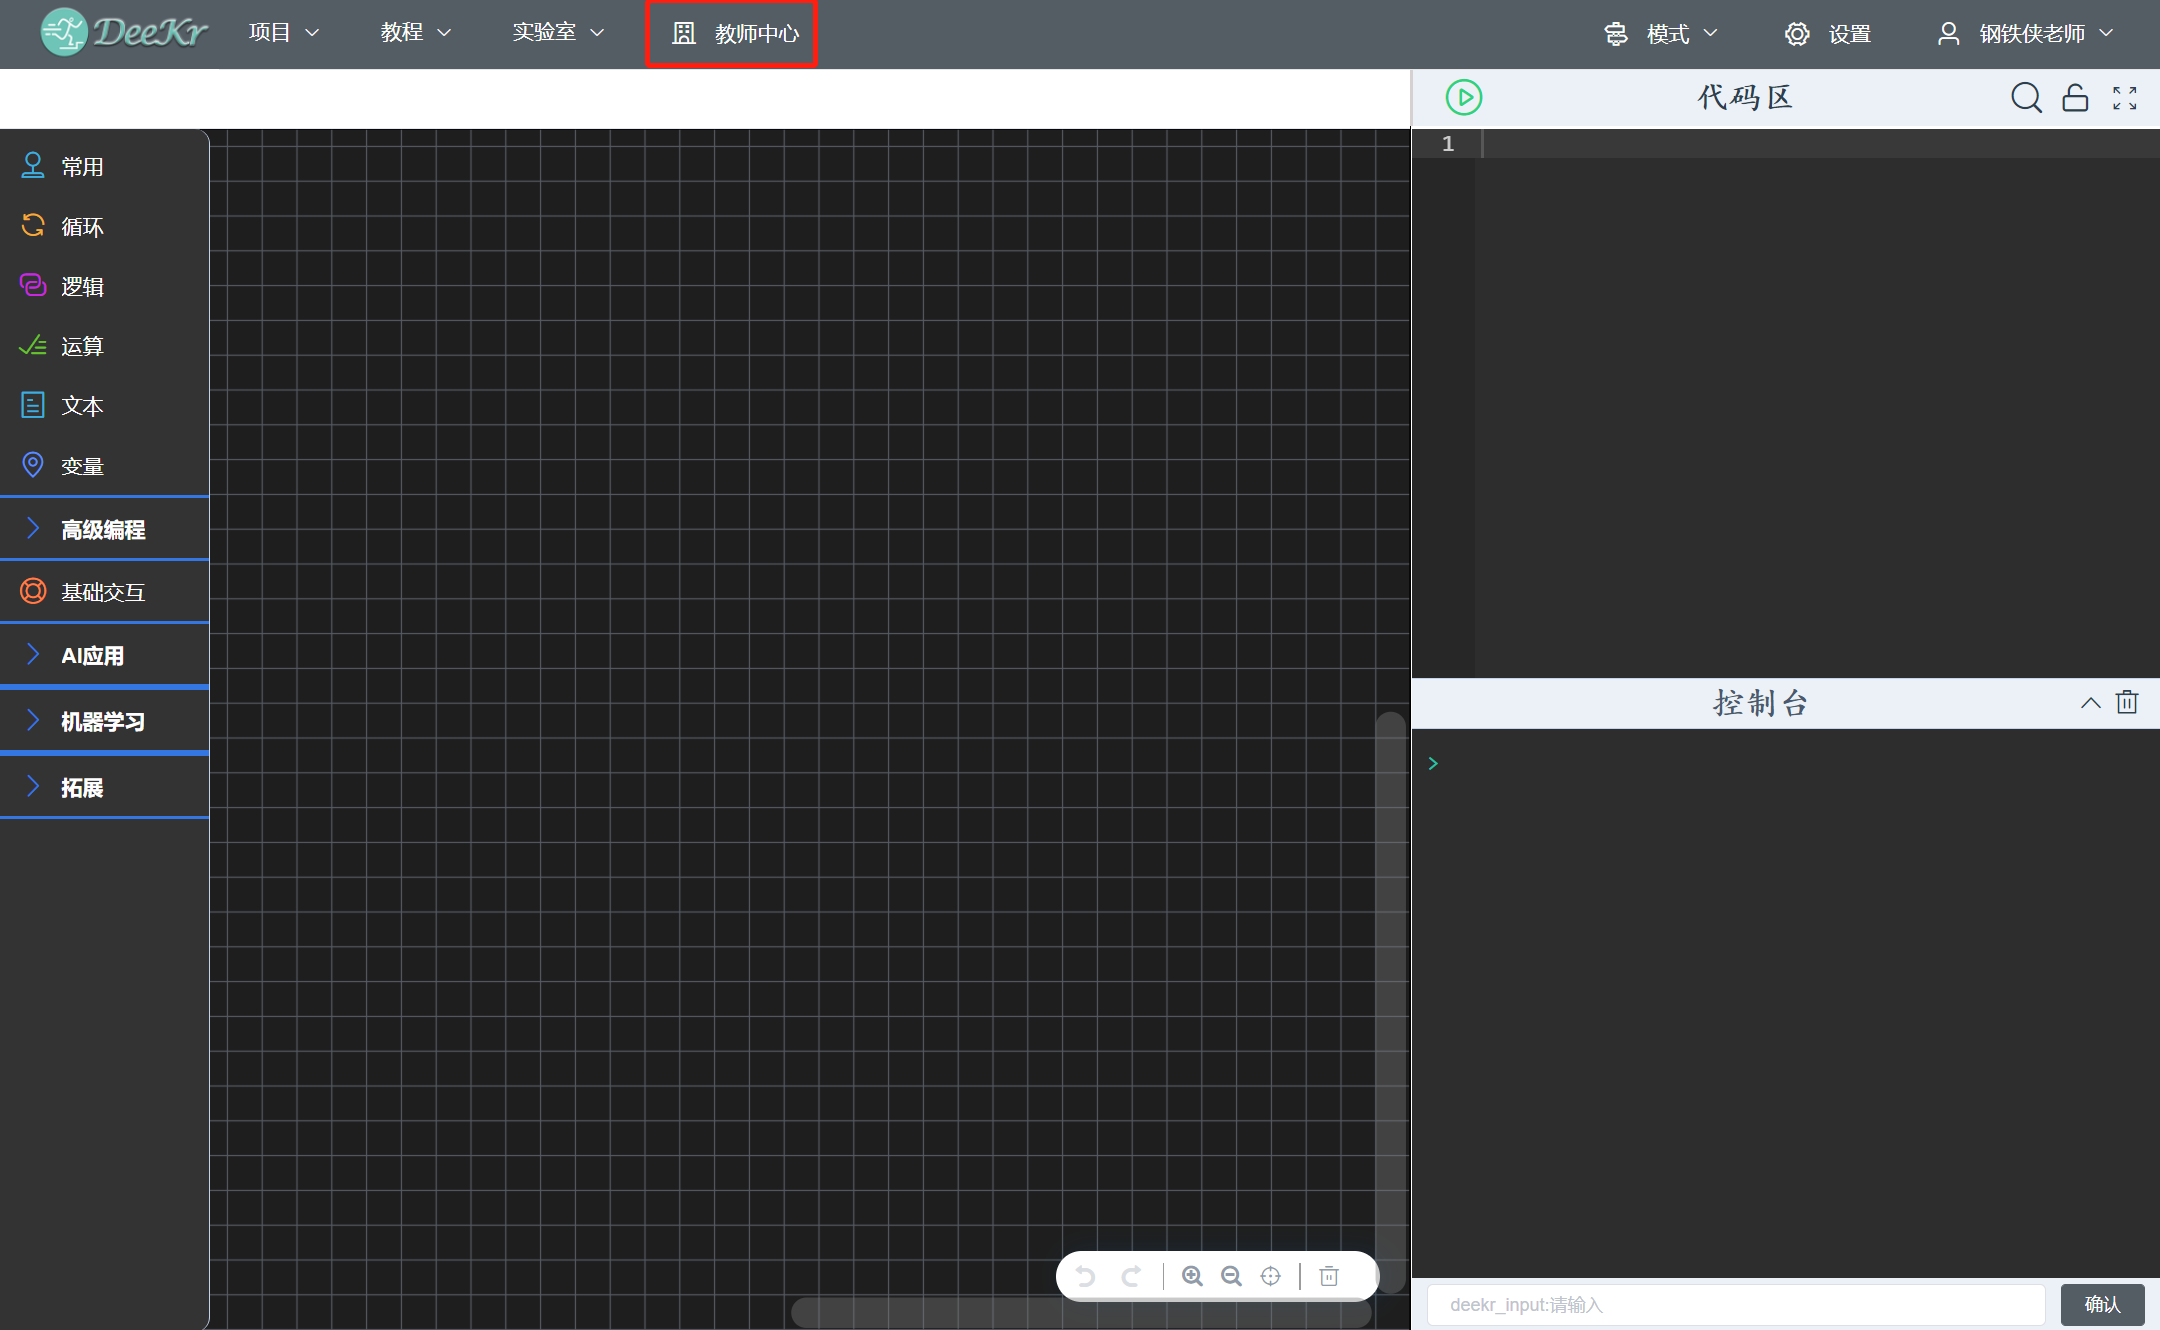 DeeKr 项目 教程 实验室 教师中心 模式 设置 钢铁侠老师
代码区
1
常用
循环
逻辑
运算
文本
变量
高级编程
基础交互
AI应用
机器学习
拓展
控制台
>
deekr_input:请输入 确认